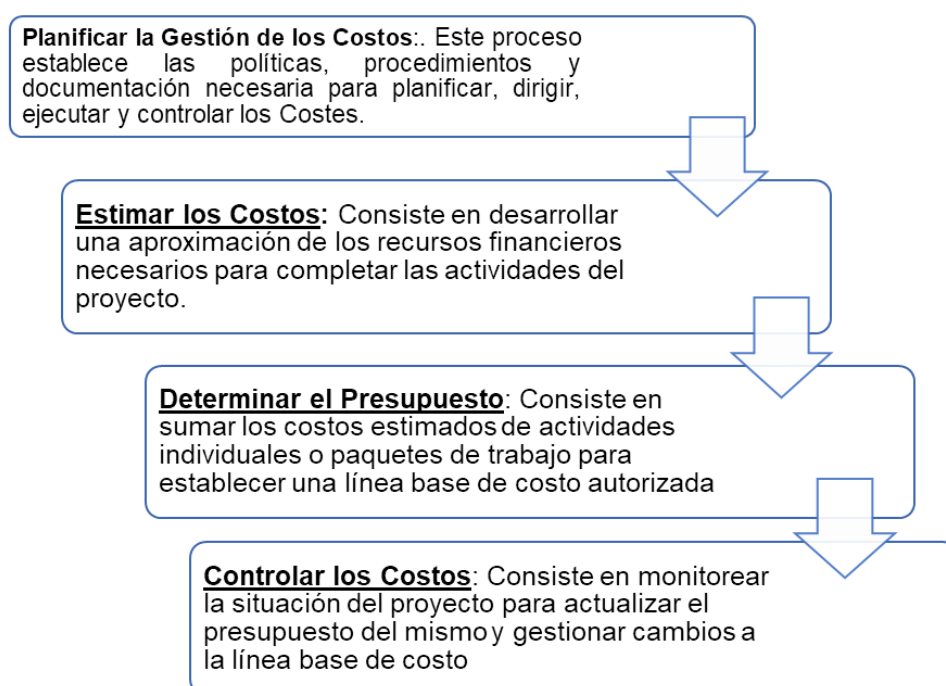 Planificar la Gestión de los Costos:. Este proceso
establece las políticas, procedimientos y
documentación necesaria para planificar, dirigir,
ejecutar y controlar los Costes.
Estimar los Costos: Consiste en desarrollar
una aproximación de los recursos financieros
necesarios para completar las actividades del
proyecto.
Determinar el Presupuesto: Consiste en
sumar los costos estimados de actividades
individuales o paquetes de trabajo para
establecer una línea base de costo autorizada
Controlar los Costos: Consiste en monitorear
la situación del proyecto para actualizar el
presupuesto del mismo y gestionar cambios a
la línea base de costo